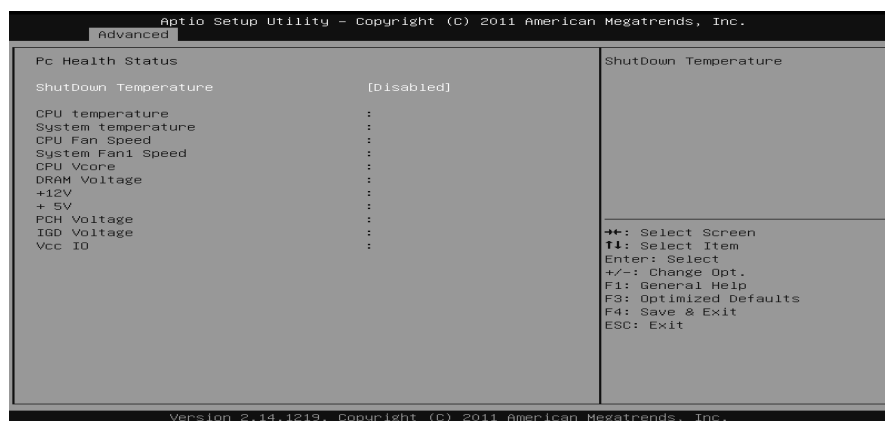 Aptio Setup Utility – Copyright (C) 2011 American Megatrends, Inc.
Advanced
Pc Health Status
ShutDown Temperature [Disabled]
CPU temperature :
System temperature :
CPU Fan Speed :
System Fan1 Speed :
CPU Vcore :
DRAM Voltage :
+12V :
+ 5V :
PCH Voltage :
IGD Voltage :
Vcc IO :
ShutDown Temperature
→←: Select Screen
↑↓: Select Item
Enter: Select
+/-: Change Opt.
F1: General Help
F3: Optimized Defaults
F4: Save & Exit
ESC: Exit
Version 2.14.1219. Copyright (C) 2011 American Megatrends, Inc.